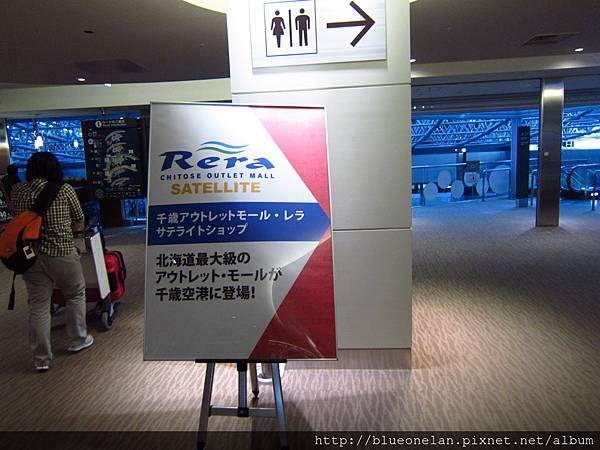 Rera
CHITOSE OUTLET MALL
SATELLITE
千歳アウトレットモール・レラ
サテライトショップ
北海道最大級の
アウトレット・モールが
千歳空港に登場!
http://blueonelan.pixnet.net/album